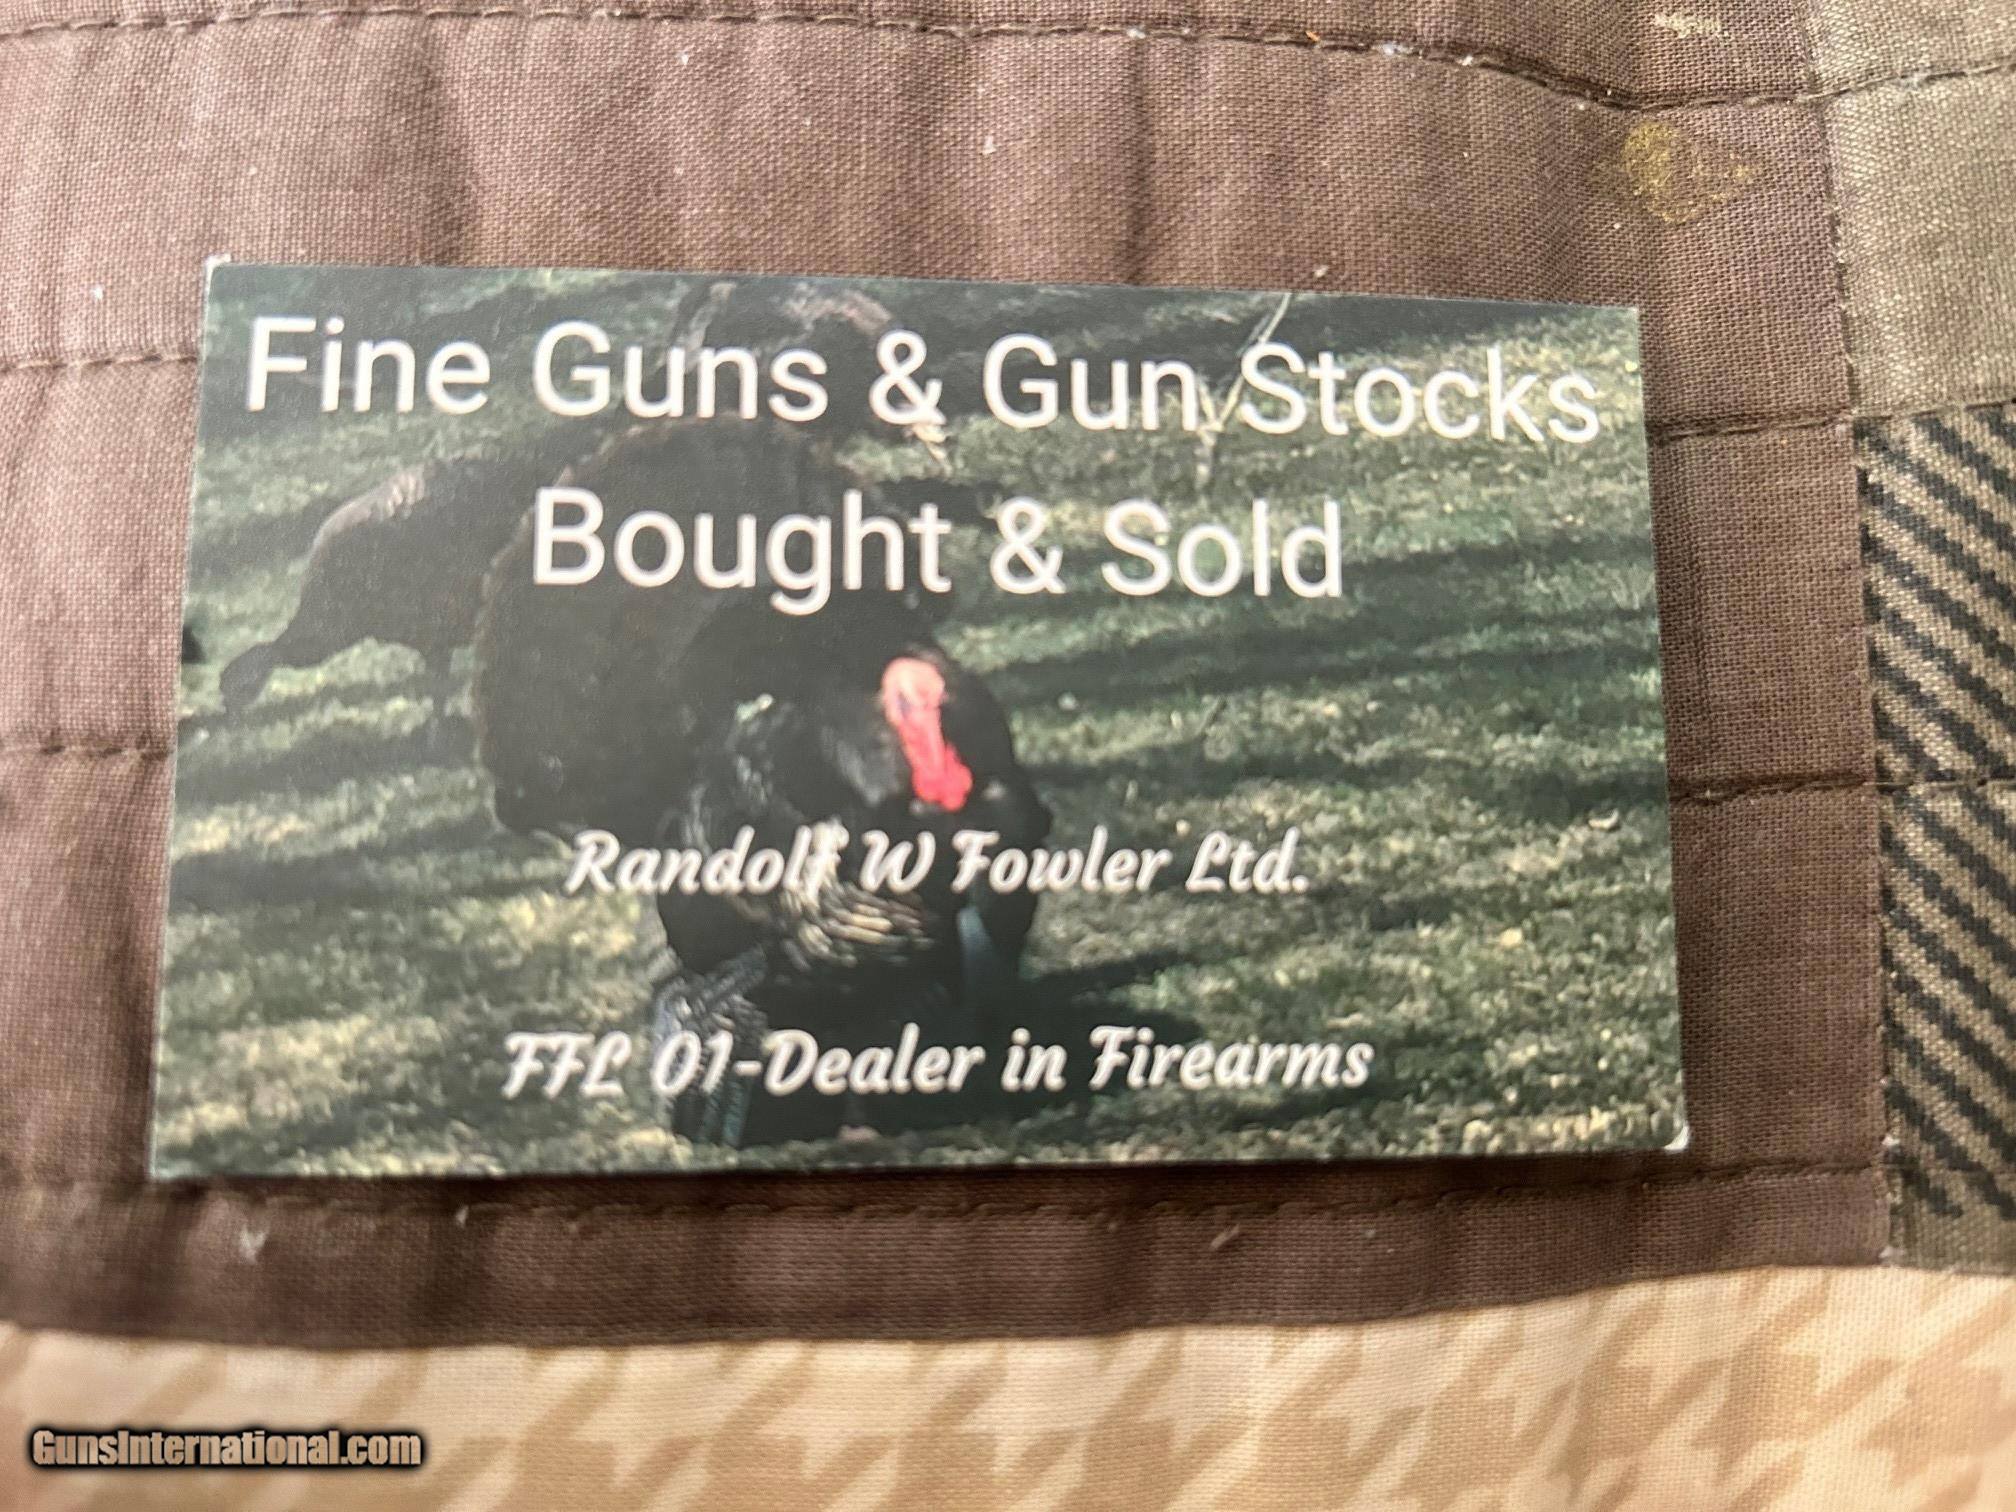 Fine Guns & Gun Stocks
Bought & Sold
Randolf W Fowler Ltd.
FFL 01-Dealer in Firearms
GunsInternational.com